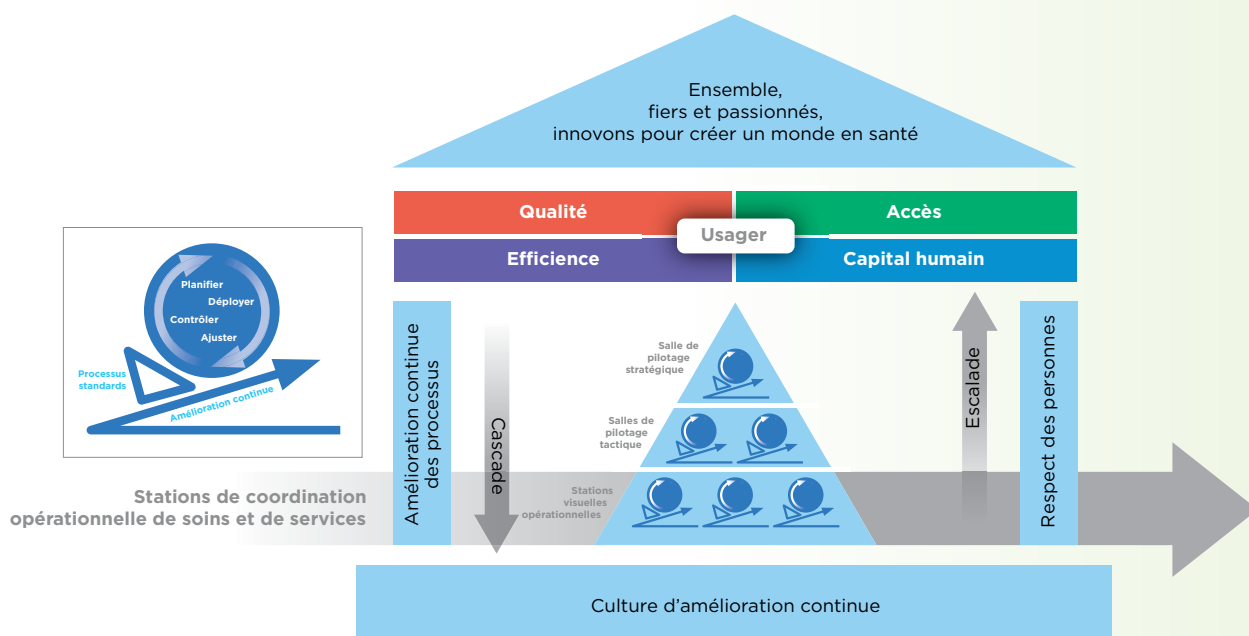 Ensemble,
fiers et passionnés,
innovons pour créer un monde en santé
Qualité
Accès
Usager
Efficience
Capital humain
Planifier
Déployer
Contrôler
Ajuster
Processus
standards
Amélioration continue
Amélioration continue
des processus
Cascade
Salle de
pilotage
stratégique
Salles de
pilotage
tactique
Stations
visuelles
opérationnelles
Escalade
Respect des personnes
Stations de coordination
opérationnelle de soins et de services
Culture d’amélioration continue